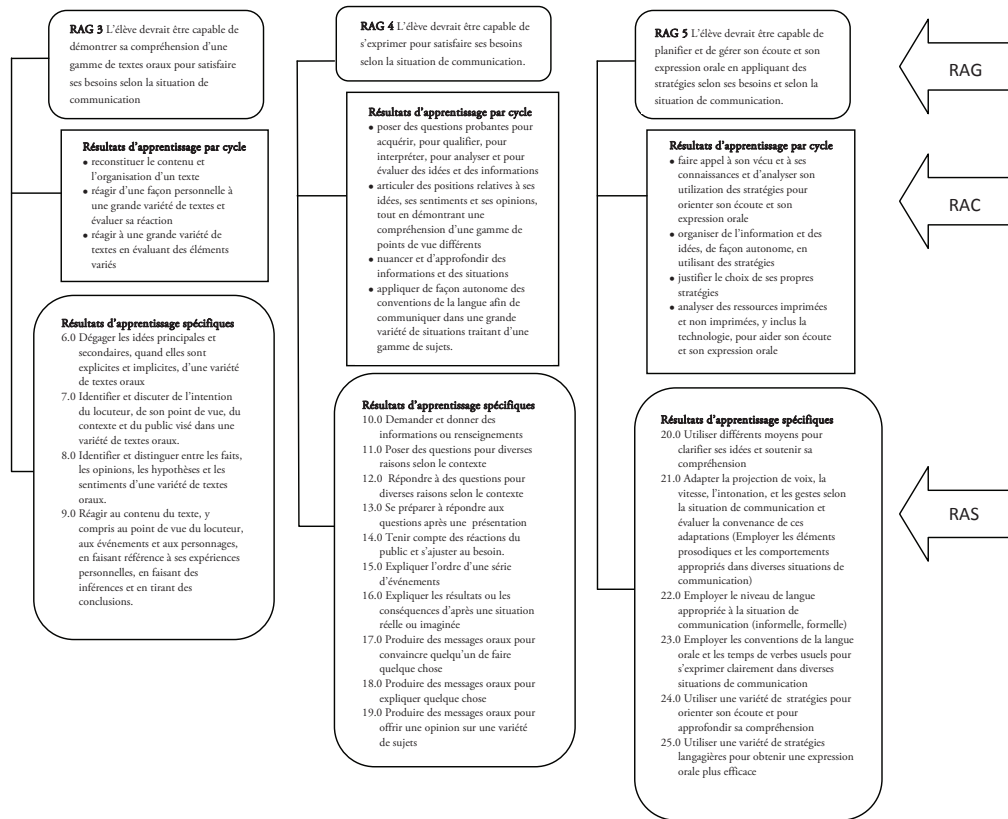 RAG 3 L'élève devrait être capable de
démontrer sa compréhension d'une
gamme de textes oraux pour satisfaire
ses besoins selon la situation de
communication
Résultats d'apprentissage par cycle
• reconstituer le contenu et
l'organisation d'un texte
• réagir d'une façon personnelle à
une grande variété de textes et
évaluer sa réaction
• réagir à une grande variété de
textes en évaluant des éléments
variés
Résultats d'apprentissage spécifiques
6.0 Dégager les idées principales et
secondaires, quand elles sont
explicites et implicites, d'une variété
de textes oraux
7.0 Identifier et discuter de l'intention
du locuteur, de son point de vue, du
contexte et du public visé dans une
variété de textes oraux.
8.0 Identifier et distinguer entre les faits,
les opinions, les hypothèses et les
sentiments d'une variété de textes
oraux.
9.0 Réagir au contenu du texte, y
compris au point de vue du locuteur,
aux événements et aux personnages,
en faisant référence à ses expériences
personnelles, en faisant des
inférences et en tirant des
conclusions.
RAG 4 L'élève devrait être capable de
s'exprimer pour satisfaire ses besoins
selon la situation de communication.
Résultats d'apprentissage par cycle
• poser des questions probantes pour
acquérir, pour qualifier, pour
interpréter, pour analyser et pour
évaluer des idées et des informations
• articuler des positions relatives à ses
idées, ses sentiments et ses opinions,
tout en démontrant une
compréhension d'une gamme de
points de vue différents
• nuancer et d'approfondir des
informations et des situations
• appliquer de façon autonome des
conventions de la langue afin de
communiquer dans une grande
variété de situations traitant d'une
gamme de sujets.
Résultats d'apprentissage spécifiques
10.0 Demander et donner des
informations ou renseignements
11.0 Poser des questions pour diverses
raisons selon le contexte
12.0 Répondre à des questions pour
diverses raisons selon le contexte
13.0 Se préparer à répondre aux
questions après une présentation
14.0 Tenir compte des réactions du
public et s'ajuster au besoin.
15.0 Expliquer l'ordre d'une série
d'événements
16.0 Expliquer les résultats ou les
conséquences d'après une situation
réelle ou imaginée
17.0 Produire des messages oraux pour
convaincre quelqu'un de faire
quelque chose
18.0 Produire des messages oraux pour
expliquer quelque chose
19.0 Produire des messages oraux pour
offrir une opinion sur une variété
de sujets
RAG 5 L'élève devrait être capable de
planifier et de gérer son écoute et son
expression orale en appliquant des
stratégies selon ses besoins et selon la
situation de communication.
Résultats d'apprentissage par cycle
• faire appel à son vécu et à ses
connaissances et d'analyser son
utilization des stratégies pour
orienter son écoute et son
expression orale
• organiser de l'information et des
idées, de façon autonome, en
utilisant des stratégies
• justifier le choix de ses propres
stratégies
• analyser des ressources imprimées
et non imprimées, y inclus la
technologie, pour aider son écoute
et son expression orale
Résultats d'apprentissage spécifiques
20.0 Utiliser différents moyens pour
clarifier ses idées et soutenir sa
compréhension
21.0 Adapter la projection de voix, la
vitesse, l'intonation, et les gestes selon
la situation de communication et
évaluer la convenance de ces
adaptations (Employer les éléments
prosodiques et les comportements
appropriés dans diverses situations de
communication)
22.0 Employer le niveau de langue
appropriée à la situation de
communication (informelle, formelle)
23.0 Employer les conventions de la langue
orale et les temps de verbes usuels pour
s'exprimer clairement dans diverses
situations de communication
24.0 Utiliser une variété de stratégies pour
orienter son écoute et pour
approfondir sa compréhension
25.0 Utiliser une variété de stratégies
langagières pour obtenir une expression
orale plus efficace
RAG
RAC
RAS